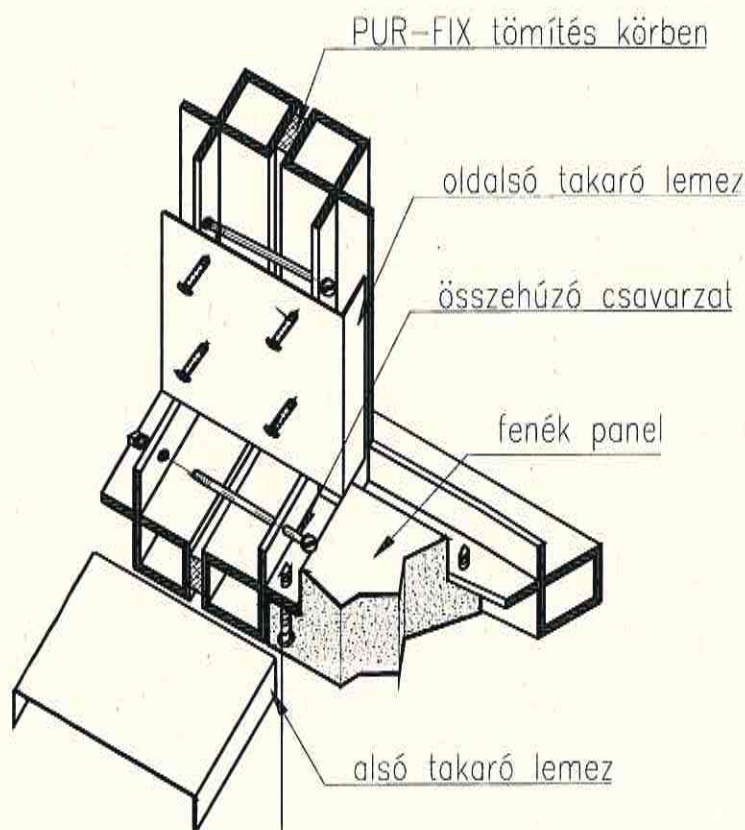 PUR-FIX tömítés körben
oldalsó takaró lemez
összehúzó csavarzat
fenék panel
alsó takaró lemez